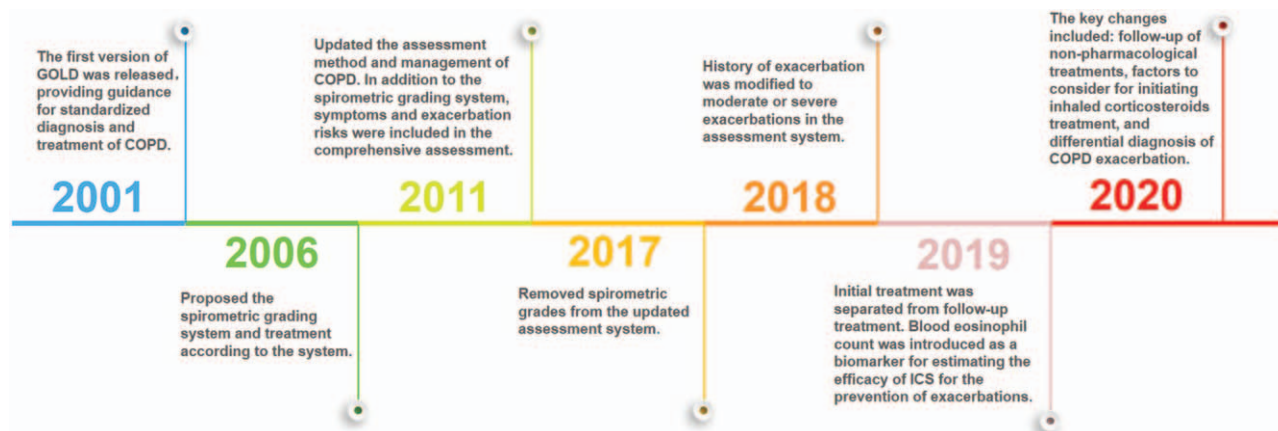 The first version of
GOLD was released,
providing guidance
for standardized
diagnosis and
treatment of COPD.
2001
2006
Proposed the
spirometric grading
system and treatment
according to the system.
Updated the assessment
method and management of
COPD. In addition to the
spirometric grading system,
symptoms and exacerbation
risks were included in the
comprehensive assessment.
2011
2017
Removed spirometric
grades from the updated
assessment system.
History of exacerbation
was modified to
moderate or severe
exacerbations in the
assessment system.
2018
2019
Initial treatment was
separated from follow-up
treatment. Blood eosinophil
count was introduced as a
biomarker for estimating the
efficacy of ICS for the
prevention of exacerbations.
The key changes
included: follow-up of
non-pharmacological
treatments, factors to
consider for initiating
inhaled corticosteroids
treatment, and
differential diagnosis of
COPD exacerbation.
2020